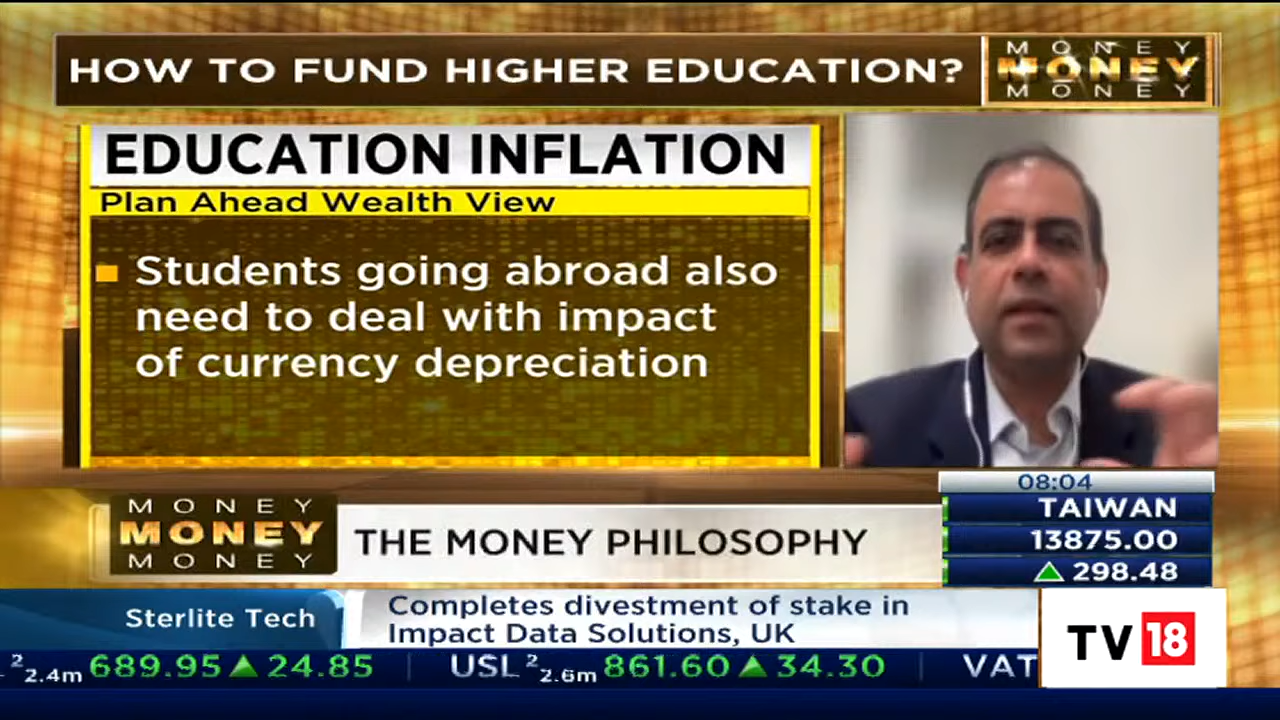 HOW TO FUND HIGHER EDUCATION?
MONEY
MONEY
MONEY
EDUCATION INFLATION
Plan Ahead Wealth View
Students going abroad also
need to deal with impact
of currency depreciation
08:04
TAIWAN
13875.00
▲ 298.48
MONEY
MONEY
MONEY
THE MONEY PHILOSOPHY
Sterlite Tech
Completes divestment of stake in
Impact Data Solutions, UK
TV18
2 2.4m 689.95 ▲ 24.85 USL 2 2.6m 861.60 ▲ 34.30 VAT